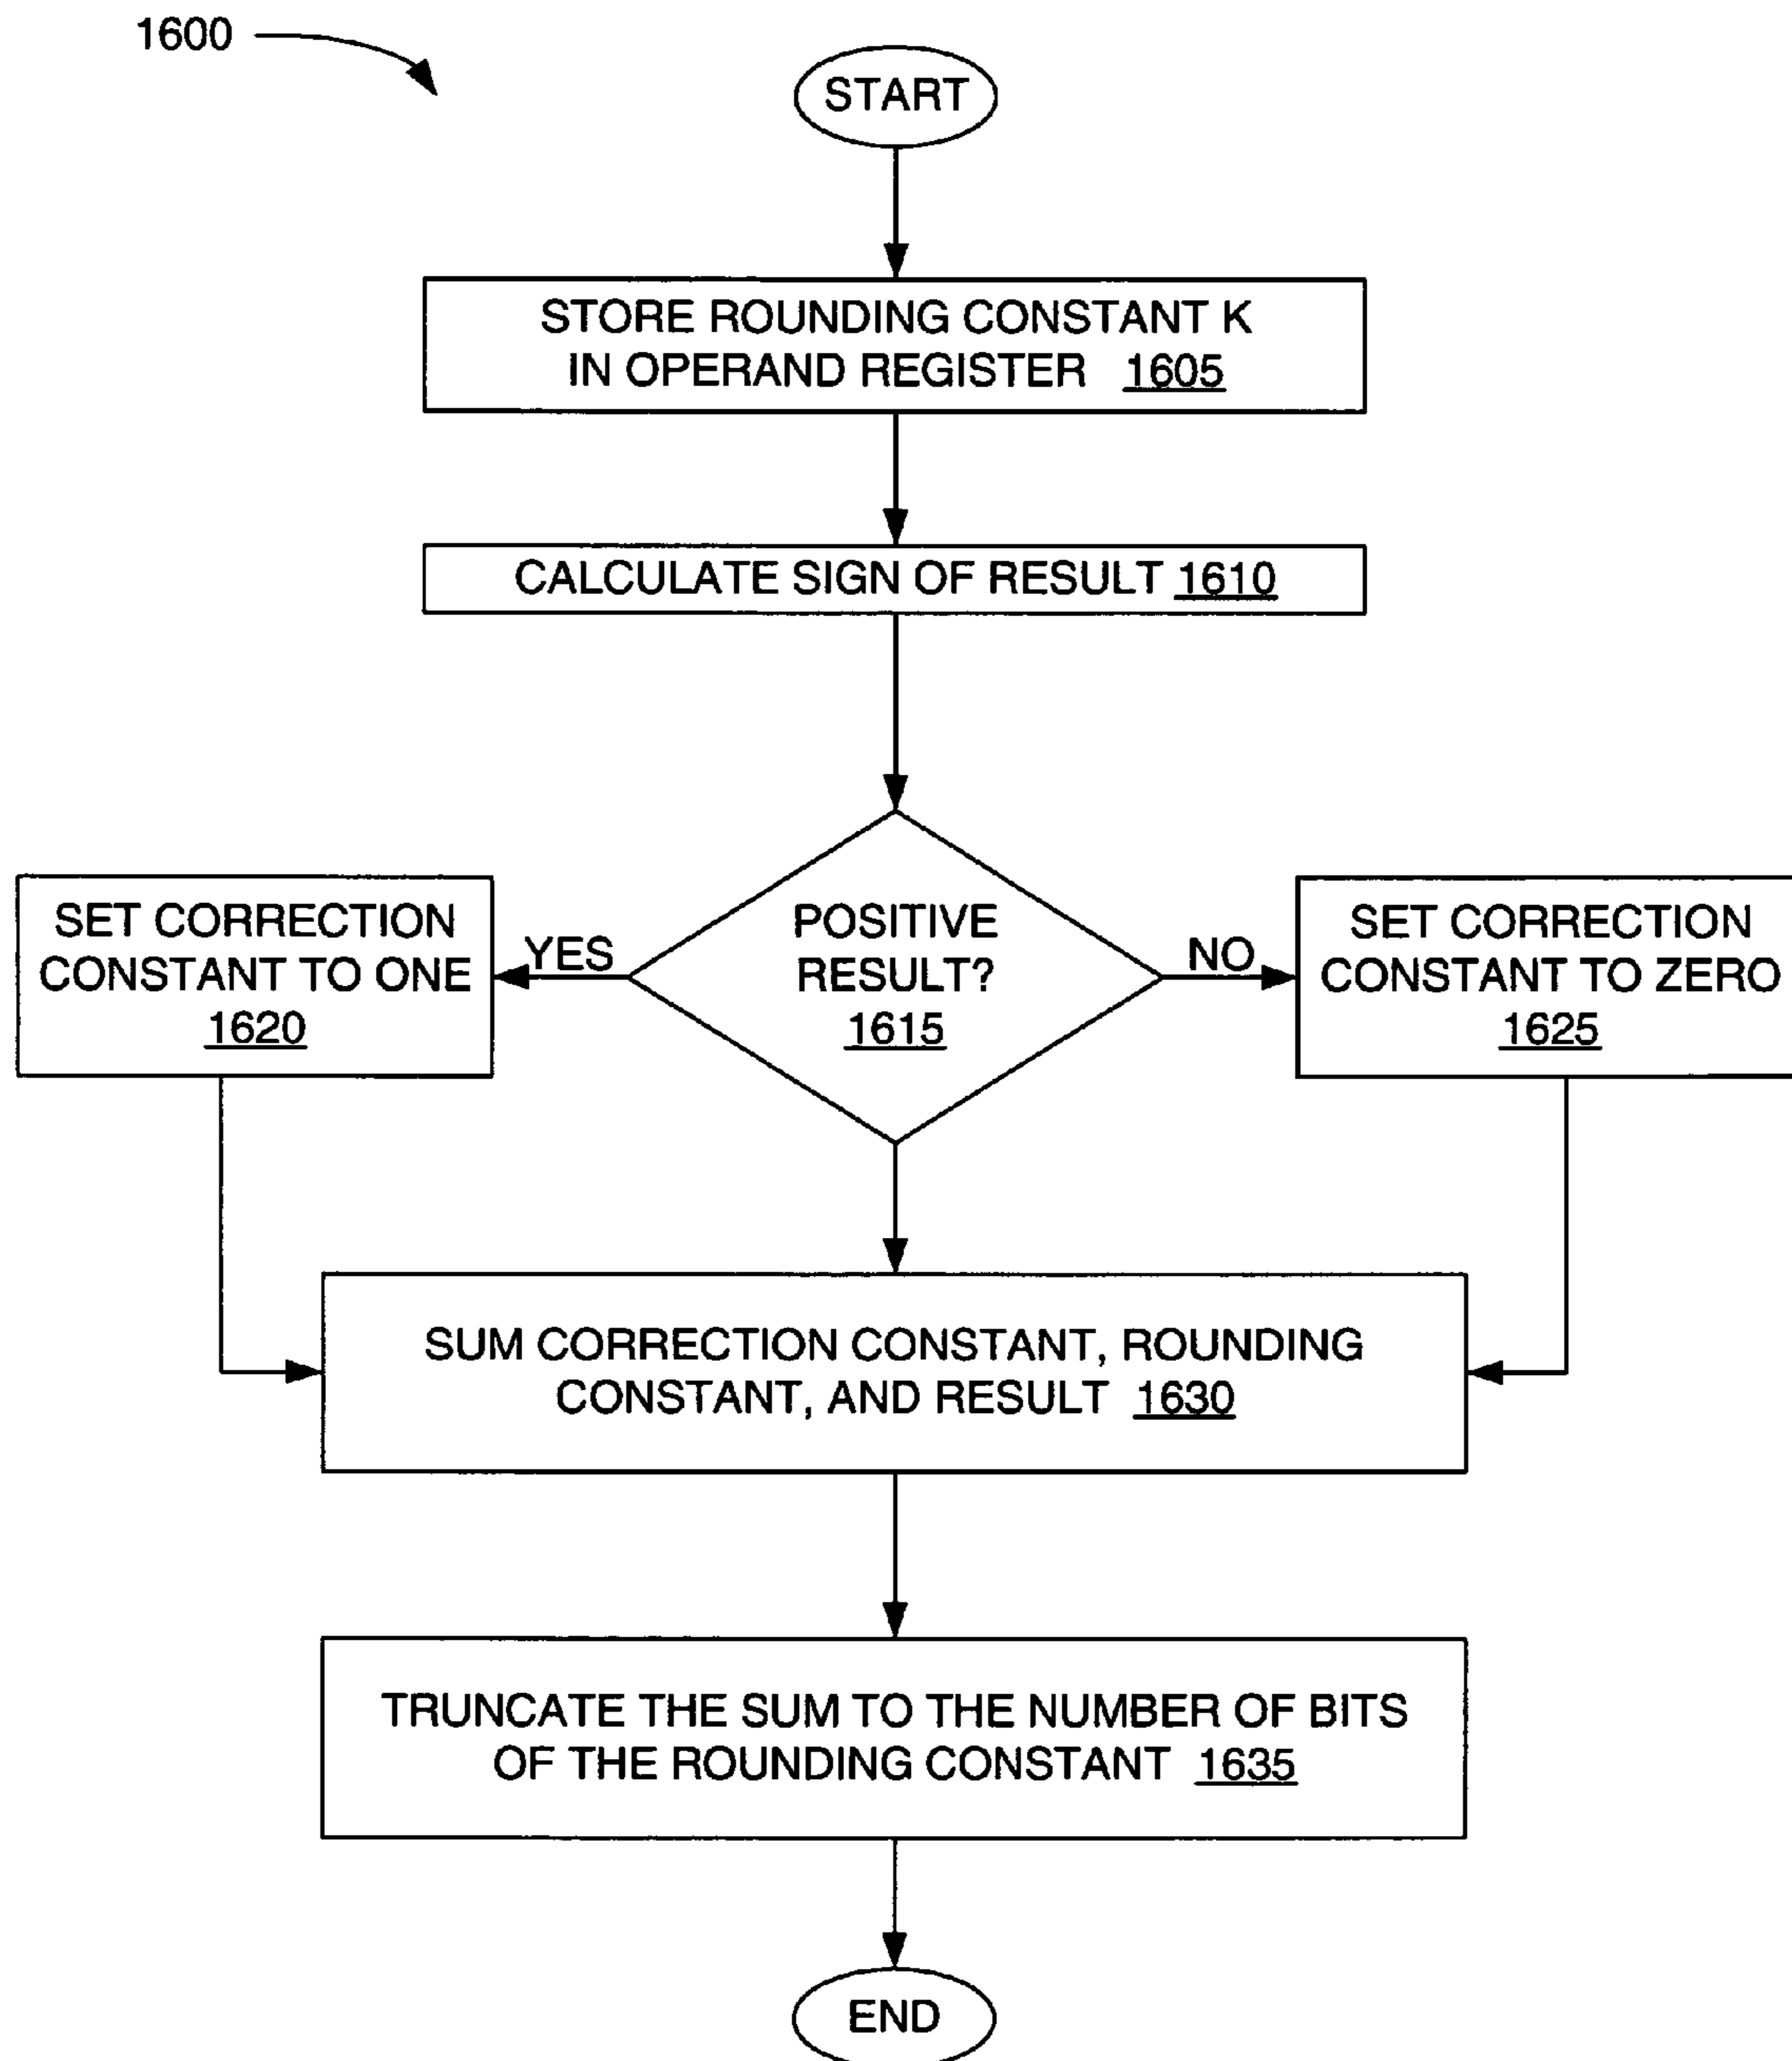 1600
START
STORE ROUNDING CONSTANT K
IN OPERAND REGISTER 1605
CALCULATE SIGN OF RESULT 1610
POSITIVE
RESULT?
1615
YES
SET CORRECTION
CONSTANT TO ONE
1620
NO
SET CORRECTION
CONSTANT TO ZERO
1625
SUM CORRECTION CONSTANT, ROUNDING
CONSTANT, AND RESULT 1630
TRUNCATE THE SUM TO THE NUMBER OF BITS
OF THE ROUNDING CONSTANT 1635
END